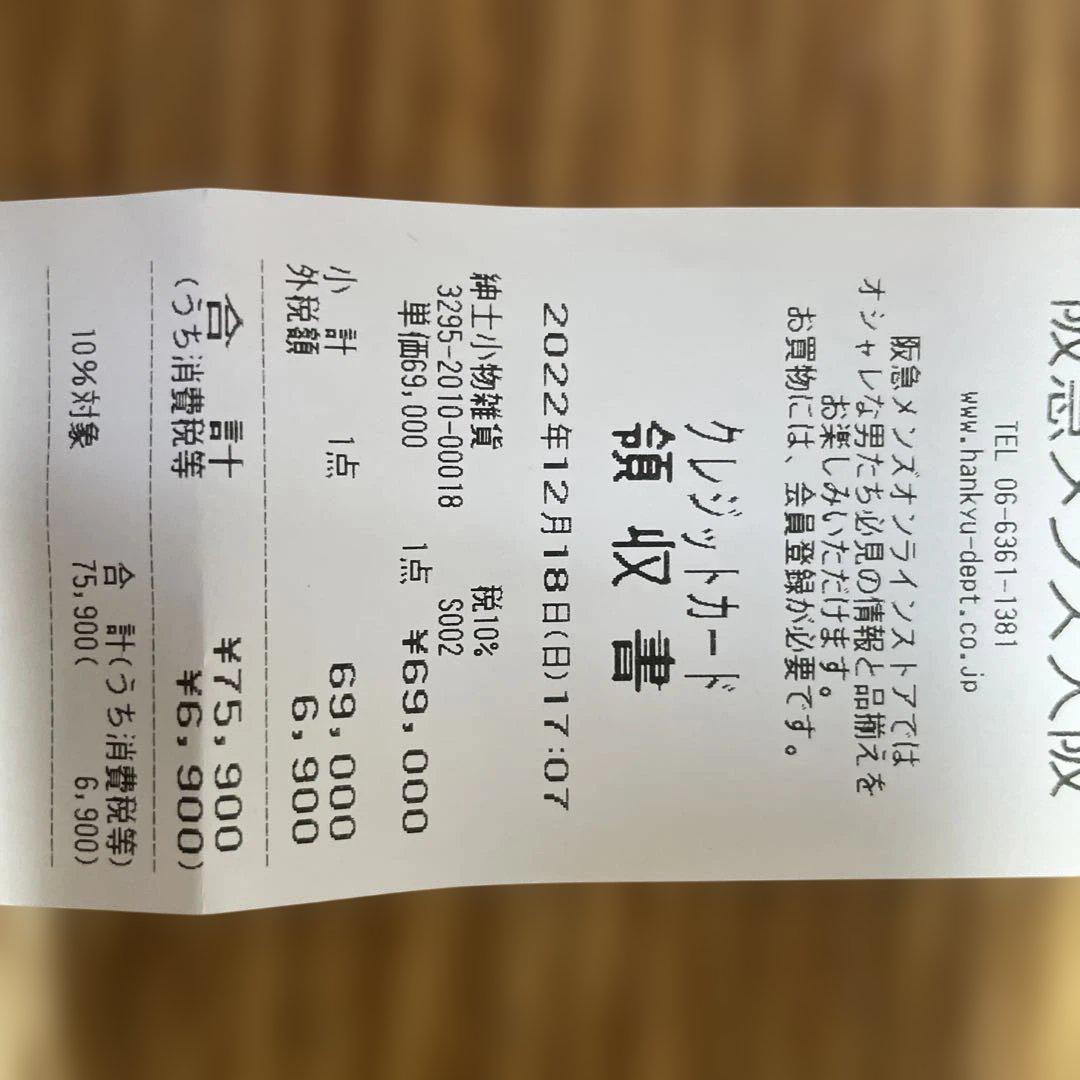 阪急メンズ大阪
TEL 06-6361-1381
www.hankyu-dept.co.jp
阪急メンズオンラインストアでは
オシャレな男たち必見の情報と品揃えを
お楽しみいただけます。
お買物には、会員登録が必要です。
クレジットカード
領収書
2022年12月18日(日)17:07
紳士小物雑貨 税10%
3295-2010-00018 S002
単価69,000 1点 ¥69,000
小計 1点 69,000
外税額 6,900
合計 ¥75,900
(うち消費税等 ¥6,900)
合計(うち消費税等)
10%対象 75,900( 6,900)